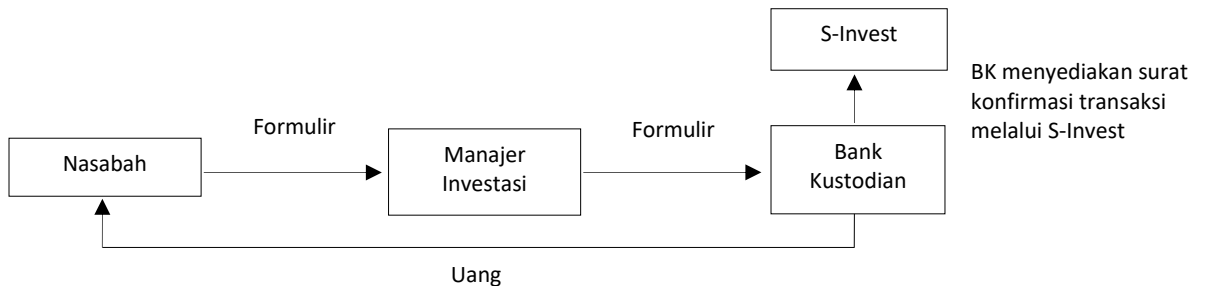 S-Invest
BK menyediakan surat
konfirmasi transaksi
melalui S-Invest
Formulir
Formulir
Nasabah
Manajer
Investasi
Bank
Kustodian
Uang